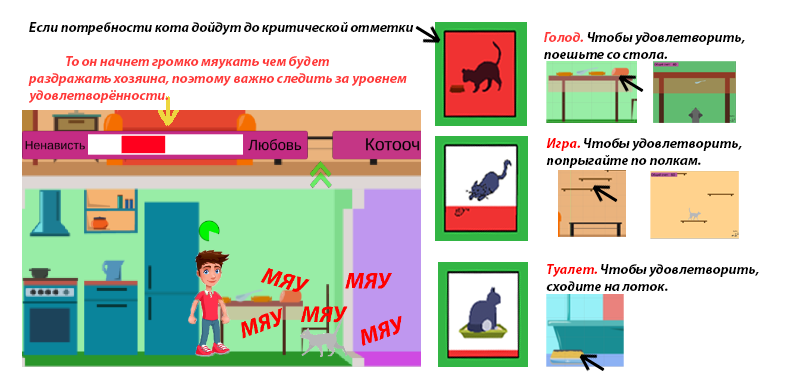 Если потребности кота дойдут до критической отметки
То он начнет громко мяукать чем будет
раздражать хозяина, поэтому важно следить за уровнем
удовлетворённости.
Ненависть
Любовь
Котооч
МЯУ
МЯУ
МЯУ
МЯУ
МЯУ
Голод. Чтобы удовлетворить,
поешьте со стола.
Игра. Чтобы удовлетворить,
попрыгайте по полкам.
Туалет. Чтобы удовлетворить,
сходите на лоток.